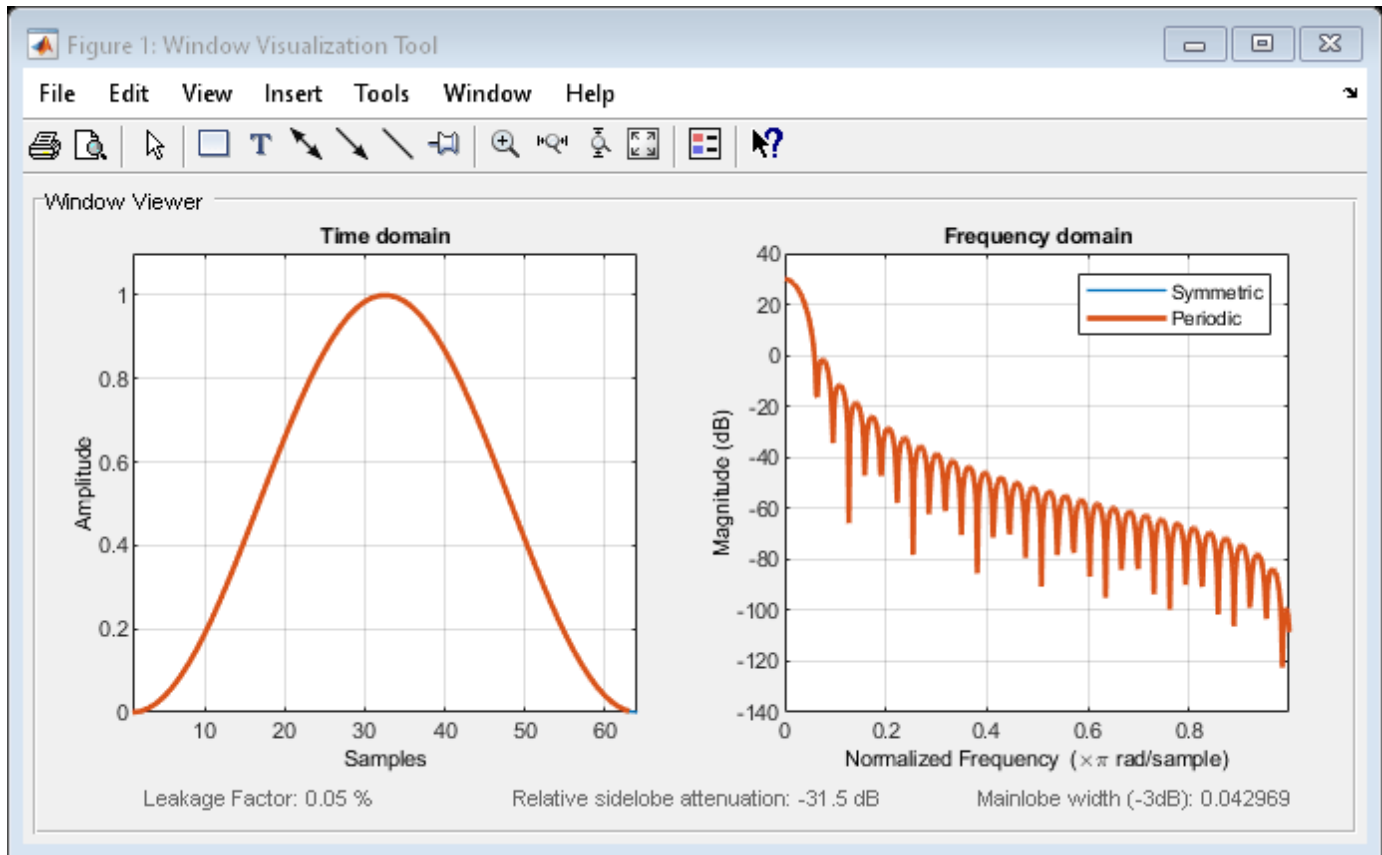 Figure 1: Window Visualization Tool
File Edit View Insert Tools Window Help
T
?
Window Viewer
Time domain
1
0.8
0.6
0.4
0.2
0
Amplitude
10 20 30 40 50 60
Samples
Frequency domain
40
20
0
-20
-40
-60
-80
-100
-120
-140
Magnitude (dB)
Symmetric
Periodic
0 0.2 0.4 0.6 0.8
Normalized Frequency (×π rad/sample)
Leakage Factor: 0.05 %
Relative sidelobe attenuation: -31.5 dB
Mainlobe width (-3dB): 0.042969